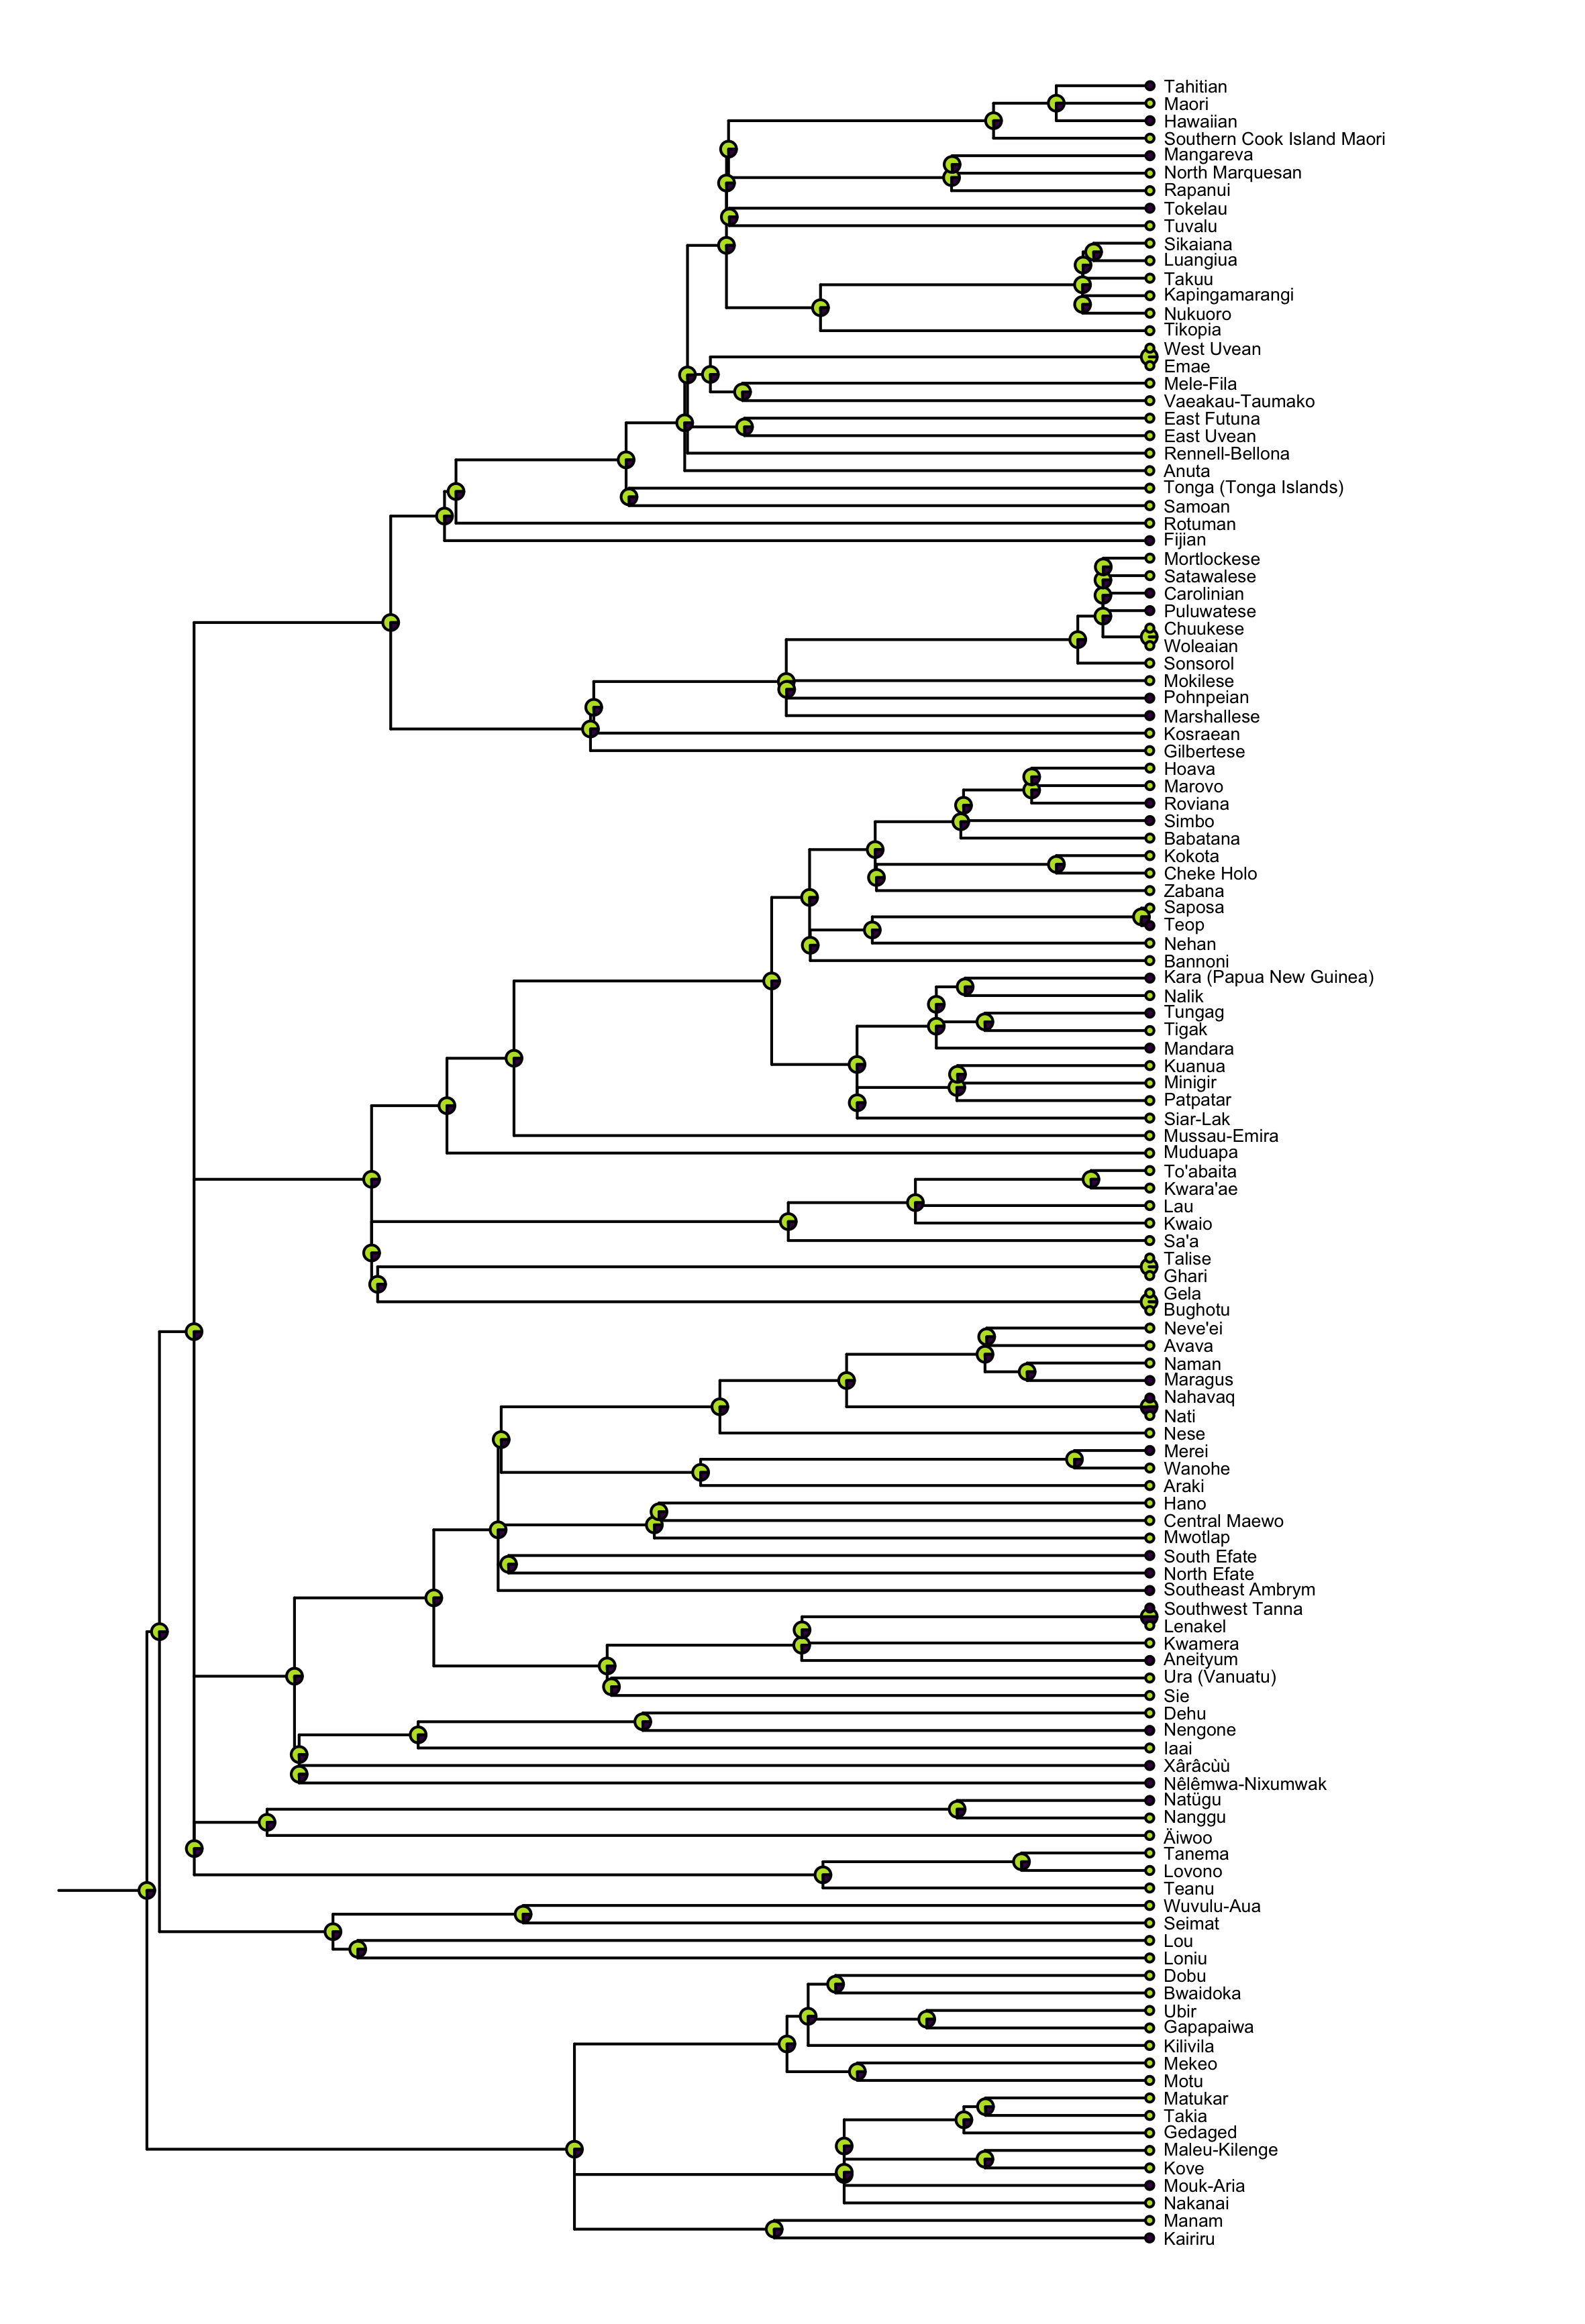 Tahitian
Maori
Hawaiian
Southern Cook Island Maori
Mangareva
North Marquesan
Rapanui
Tokelau
Tuvalu
Sikaiana
Luangiua
Takuu
Kapingamarangi
Nukuoro
Tikopia
West Uvean
Emae
Mele-Fila
Vaeakau-Taumako
East Futuna
East Uvean
Rennell-Bellona
Anuta
Tonga (Tonga Islands)
Samoan
Rotuman
Fijian
Mortlockese
Satawalese
Carolinian
Puluwatese
Chuukese
Woleaian
Sonsorol
Mokilese
Pohnpeian
Marshallese
Kosraean
Gilbertese
Hoava
Marovo
Roviana
Simbo
Babatana
Kokota
Cheke Holo
Zabana
Saposa
Teop
Nehan
Bannoni
Kara (Papua New Guinea)
Nalik
Tungag
Tigak
Mandara
Kuanua
Minigir
Patpatar
Siar-Lak
Mussau-Emira
Muduapa
To'abaita
Kwara'ae
Lau
Kwaio
Sa'a
Talise
Ghari
Gela
Bughotu
Neve'ei
Avava
Naman
Maragus
Nahavaq
Nati
Nese
Merei
Wanohe
Araki
Hano
Central Maewo
Mwotlap
South Efate
North Efate
Southeast Ambrym
Southwest Tanna
Lenakel
Kwamera
Aneityum
Ura (Vanuatu)
Sie
Dehu
Nengone
Iaai
Xârâcùù
Nêlêmwa-Nixumwak
Natügu
Nanggu
Äiwoo
Tanema
Lovono
Teanu
Wuvulu-Aua
Seimat
Lou
Loniu
Dobu
Bwaidoka
Ubir
Gapapaiwa
Kilivila
Mekeo
Motu
Matukar
Takia
Gedaged
Maleu-Kilenge
Kove
Mouk-Aria
Nakanai
Manam
Kairiru